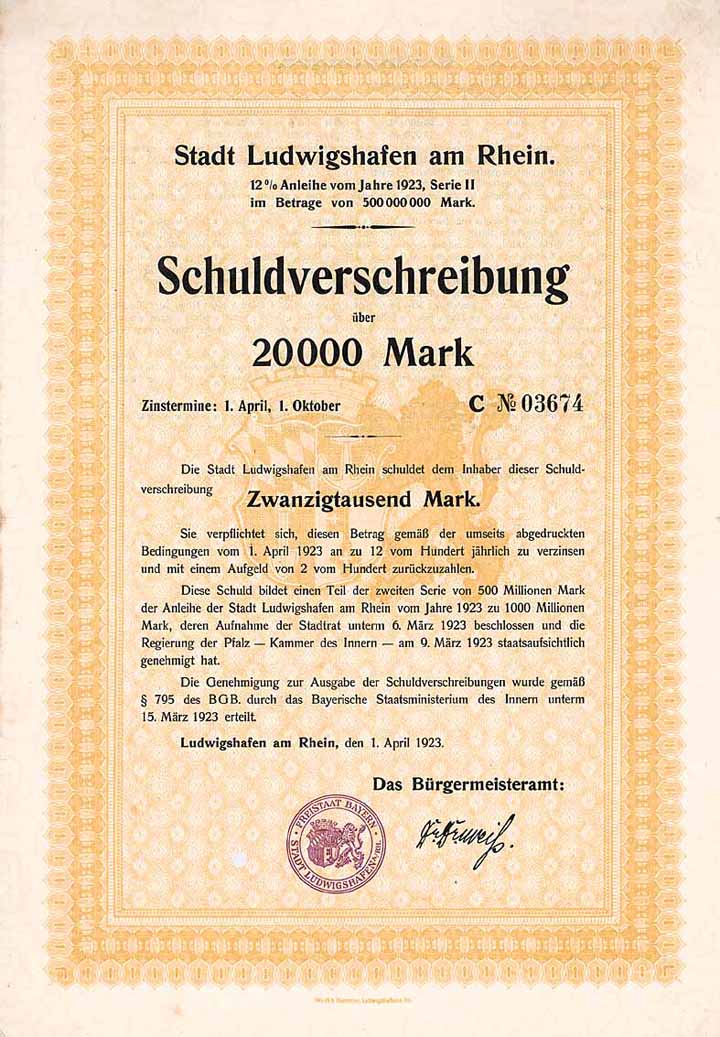 Stadt Ludwigshafen am Rhein.
12% Anleihe vom Jahre 1923, Serie II
im Betrage von 500 000 000 Mark.
Schuldverschreibung
über
20000 Mark
Zinstermine: 1. April, 1. Oktober C № 03674
Die Stadt Ludwigshafen am Rhein schuldet dem Inhaber dieser Schuld-
verschreibung
Zwanzigtausend Mark.
Sie verpflichtet sich, diesen Betrag gemäß der umseits abgedruckten
Bedingungen vom 1. April 1923 an zu 12 vom Hundert jährlich zu verzinsen
und mit einem Aufgeld von 2 vom Hundert zurückzuzahlen.
Diese Schuld bildet einen Teil der zweiten Serie von 500 Millionen Mark
der Anleihe der Stadt Ludwigshafen am Rhein vom Jahre 1923 zu 1000 Millionen
Mark, deren Aufnahme der Stadtrat unterm 6. März 1923 beschlossen und die
Regierung der Pfalz — Kammer des Innern — am 9. März 1923 staatsaufsichtlich
genehmigt hat.
Die Genehmigung zur Ausgabe der Schuldverschreibungen wurde gemäß
§ 795 des BGB. durch das Bayerische Staatsministerium des Innern unterm
15. März 1923 erteilt.
Ludwigshafen am Rhein, den 1. April 1923.
Das Bürgermeisteramt:
FREISTAAT BAYERN
STADT LUDWIGSHAFEN A. RH.